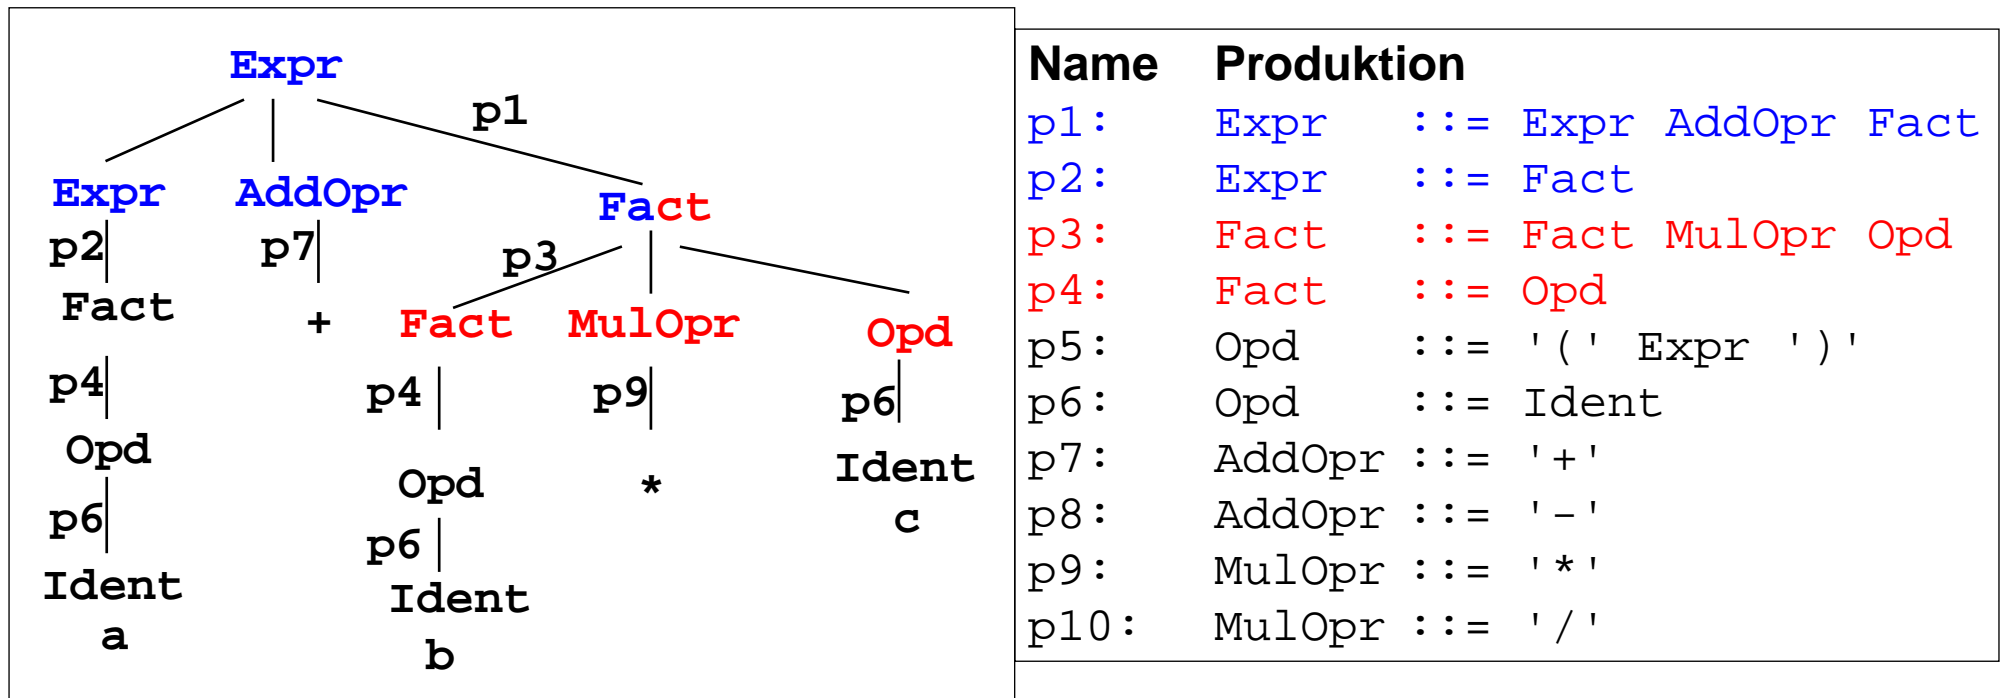 Expr
p1
Expr AddOpr Fact
p2 p7 p3
Fact + Fact MulOpr Opd
p4 p4 p9 p6
Opd Opd * Ident
p6 p6 c
Ident Ident
a b
Name Produktion
p1: Expr ::= Expr AddOpr Fact
p2: Expr ::= Fact
p3: Fact ::= Fact MulOpr Opd
p4: Fact ::= Opd
p5: Opd ::= '(' Expr ')'
p6: Opd ::= Ident
p7: AddOpr ::= '+'
p8: AddOpr ::= '-'
p9: MulOpr ::= '*'
p10: MulOpr ::= '/'